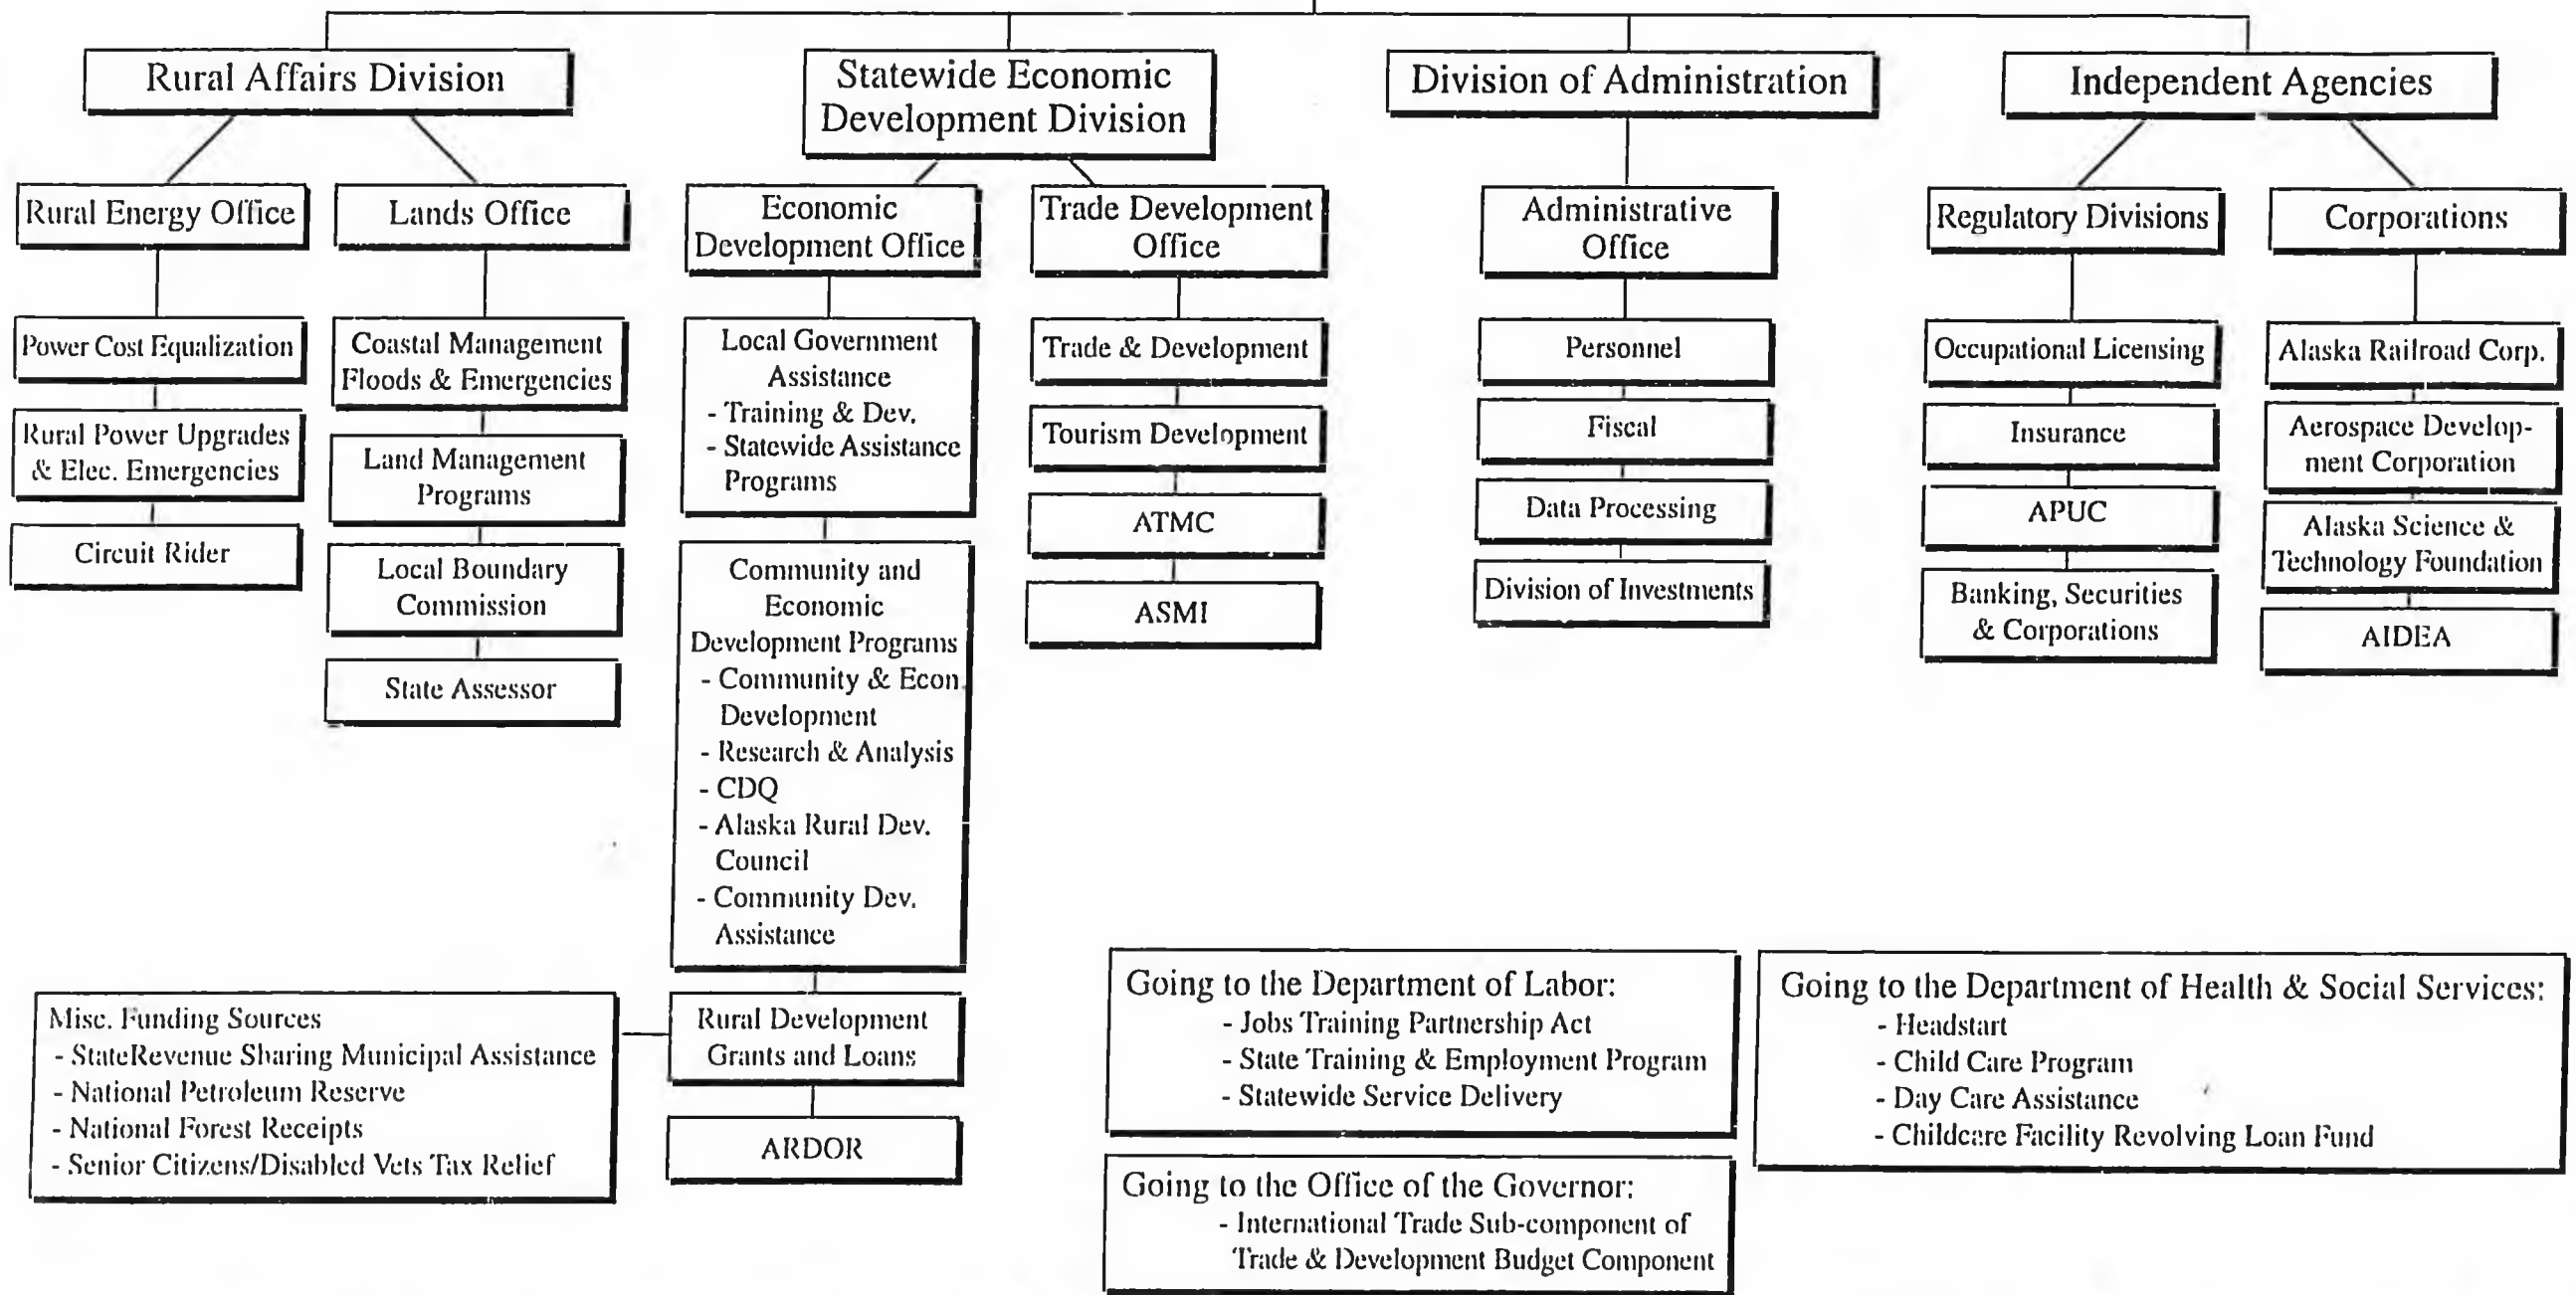 Rural Affairs Division
Statewide Economic
Development Division
Division of Administration
Independent Agencies
Rural Energy Office
Lands Office
Economic
Development Office
Trade Development
Office
Administrative
Office
Regulatory Divisions
Corporations
Power Cost Equalization
Rural Power Upgrades
& Elec. Emergencies
Circuit Rider
Coastal Management
Floods & Emergencies
Land Management
Programs
Local Boundary
Commission
State Assessor
Local Government
Assistance
- Training & Dev.
- Statewide Assistance
Programs
Community and
Economic
Development Programs
- Community & Econ.
Development
- Research & Analysis
- CDQ
- Alaska Rural Dev.
Council
- Community Dev.
Assistance
Rural Development
Grants and Loans
ARDOR
Misc. Funding Sources
- StateRevenue Sharing Municipal Assistance
- National Petroleum Reserve
- National Forest Receipts
- Senior Citizens/Disabled Vets Tax Relief
Trade & Development
Tourism Development
ATMC
ASMI
Personnel
Fiscal
Data Processing
Division of Investments
Occupational Licensing
Insurance
APUC
Banking, Securities
& Corporations
Alaska Railroad Corp.
Aerospace Develop-
ment Corporation
Alaska Science &
Technology Foundation
AIDEA
Going to the Department of Labor:
- Jobs Training Partnership Act
- State Training & Employment Program
- Statewide Service Delivery
Going to the Office of the Governor:
- International Trade Sub-component of
Trade & Development Budget Component
Going to the Department of Health & Social Services:
- Headstart
- Child Care Program
- Day Care Assistance
- Childcare Facility Revolving Loan Fund